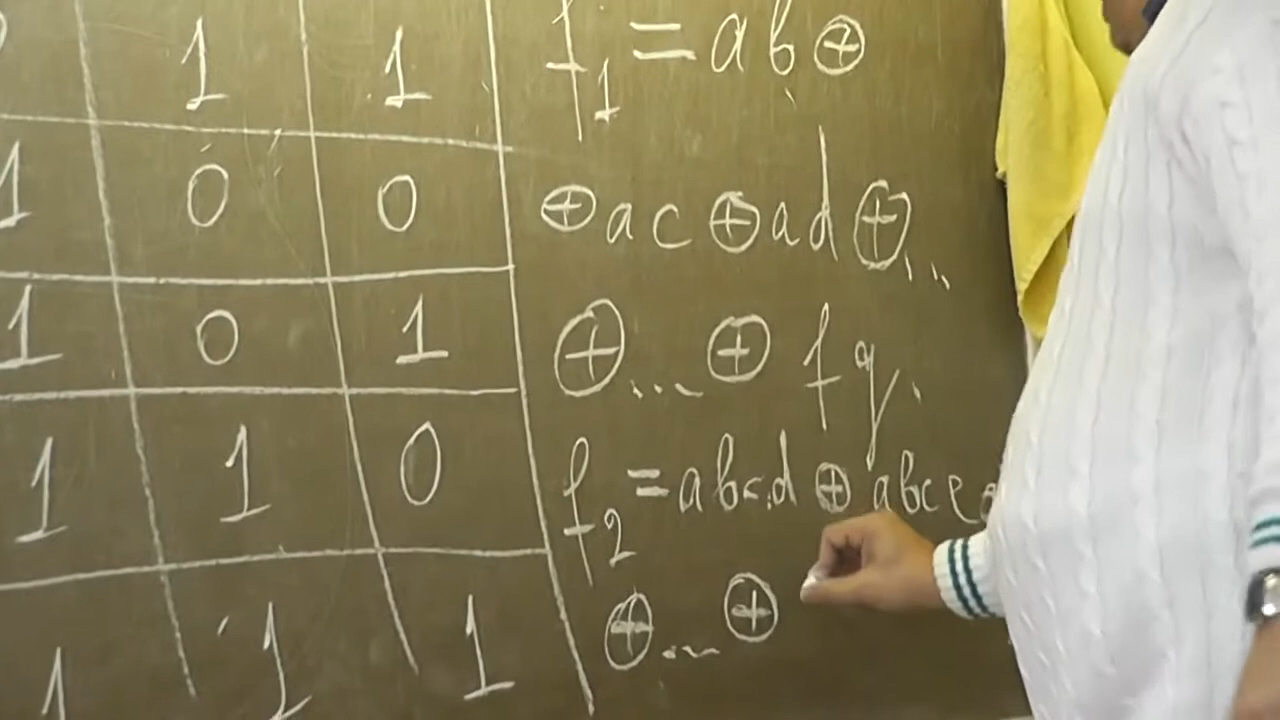 1 1 f₁ = ab ⊕
1 0 0 ⊕ ac ⊕ ad ⊕ ...
1 0 1 ⊕ ... ⊕ fg.
1 1 0 f₂ = abcd ⊕ abce
1 1 1 ⊕ ... ⊕